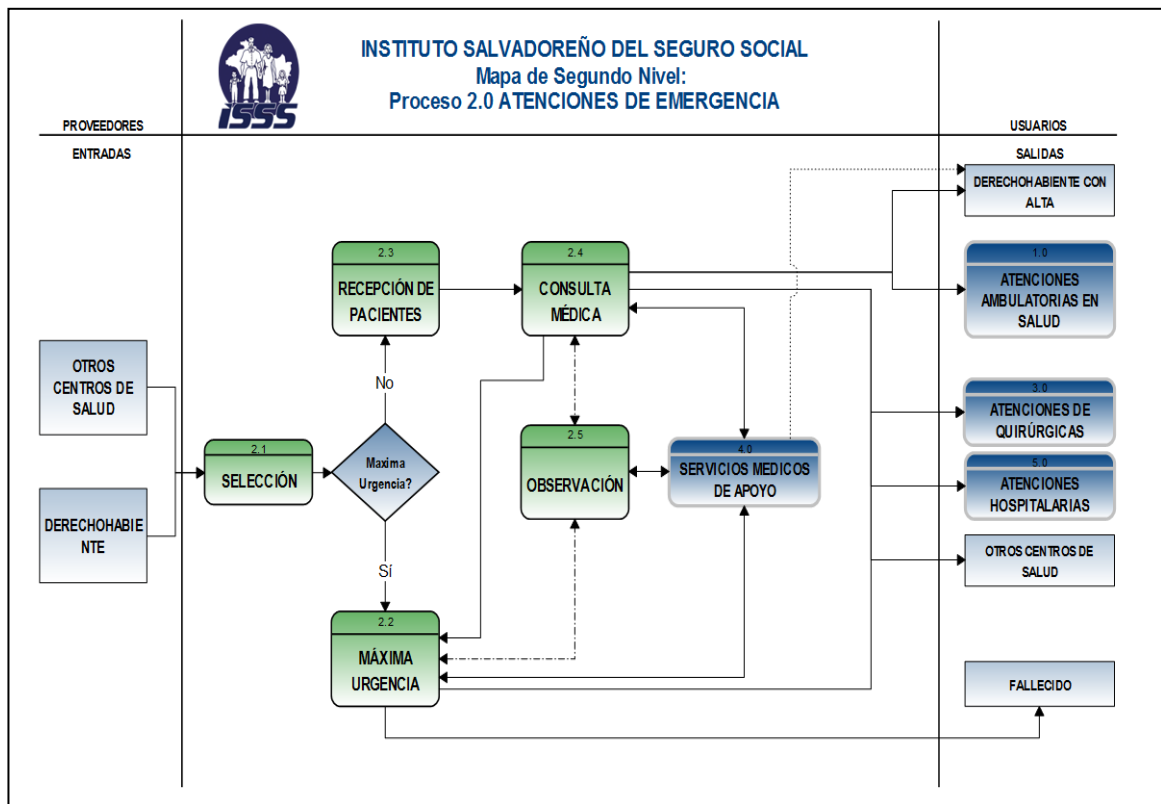 INSTITUTO SALVADOREÑO DEL SEGURO SOCIAL
Mapa de Segundo Nivel:
Proceso 2.0 ATENCIONES DE EMERGENCIA
ISSS
PROVEEDORES
USUARIOS
ENTRADAS
SALIDAS
DERECHOHABIENTE CON
ALTA
2.3
RECEPCIÓN DE
PACIENTES
2.4
CONSULTA
MÉDICA
1.0
ATENCIONES
AMBULATORIAS EN
SALUD
OTROS
CENTROS DE
SALUD
No
3.0
ATENCIONES DE
QUIRÚRGICAS
2.1
SELECCIÓN
Maxima
Urgencia?
2.5
OBSERVACIÓN
4.0
SERVICIOS MEDICOS
DE APOYO
5.0
ATENCIONES
HOSPITALARIAS
DERECHOHABIE
NTE
Sí
OTROS CENTROS DE
SALUD
2.2
MÁXIMA
URGENCIA
FALLECIDO